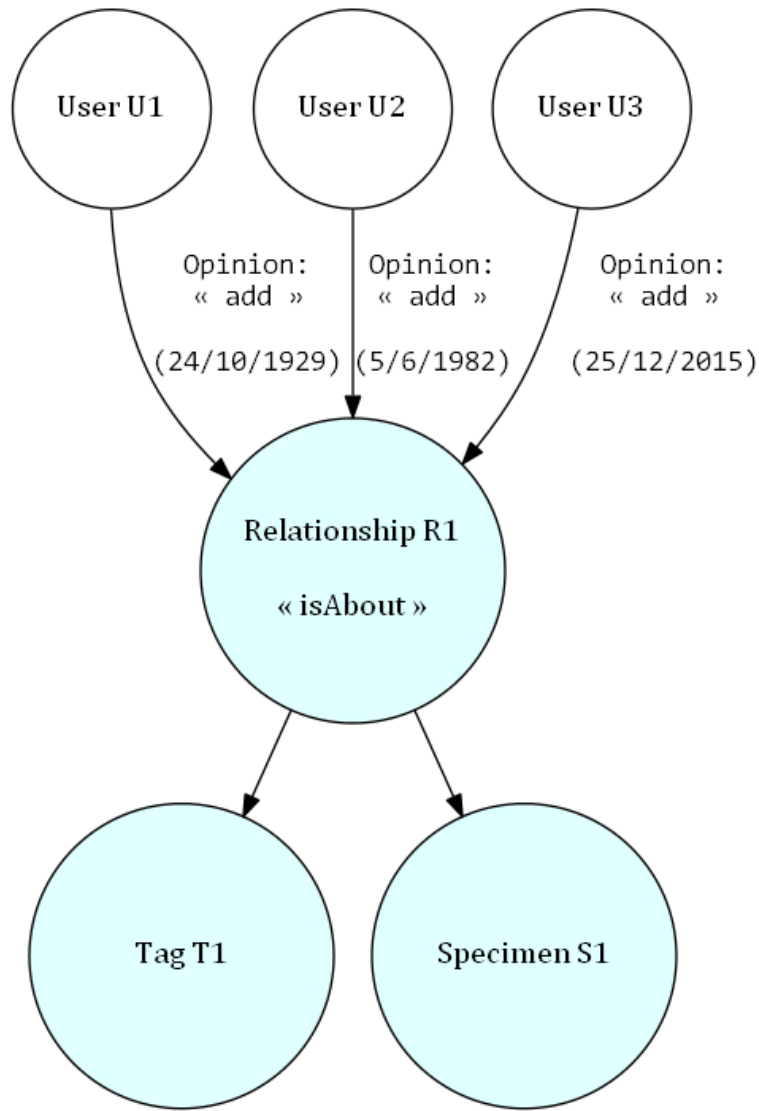 User U1
User U2
User U3
Opinion:
« add »
(24/10/1929)
Opinion:
« add »
(5/6/1982)
Opinion:
« add »
(25/12/2015)
Relationship R1
« isAbout »
Tag T1
Specimen S1